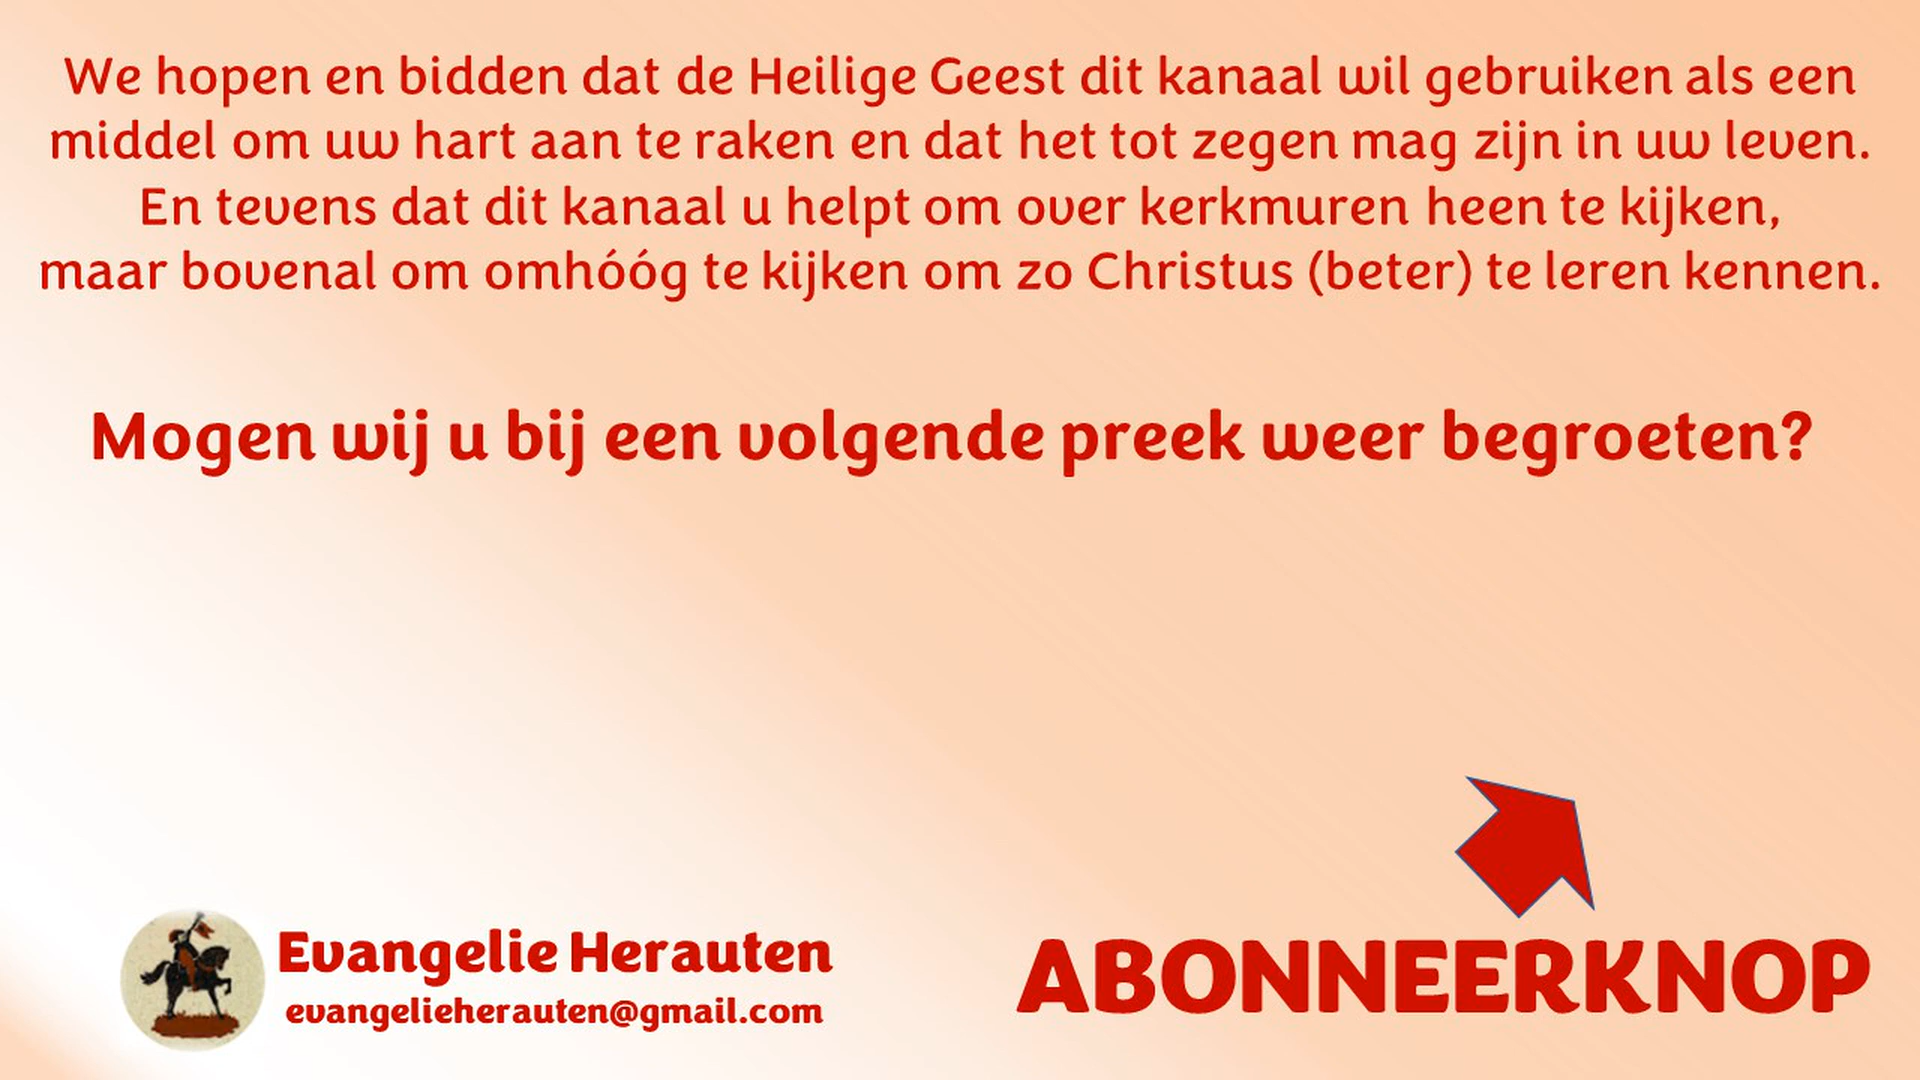 We hopen en bidden dat de Heilige Geest dit kanaal wil gebruiken als een
middel om uw hart aan te raken en dat het tot zegen mag zijn in uw leven.
En tevens dat dit kanaal u helpt om over kerkmuren heen te kijken,
maar bovenal om omhóóg te kijken om zo Christus (beter) te leren kennen.
Mogen wij u bij een volgende preek weer begroeten?
Evangelie Herauten
evangelieherauten@gmail.com
ABONNEERKNOP